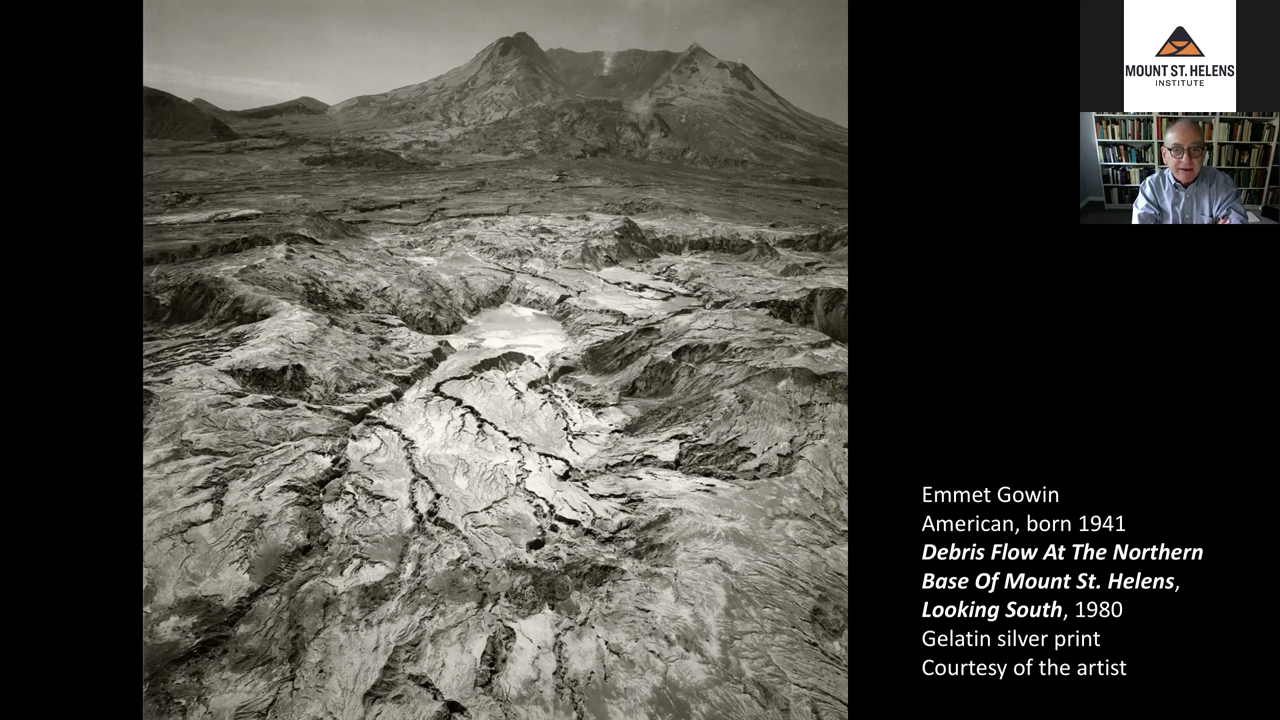 MOUNT ST. HELENS
INSTITUTE
Emmet Gowin
American, born 1941
Debris Flow At The Northern
Base Of Mount St. Helens,
Looking South, 1980
Gelatin silver print
Courtesy of the artist